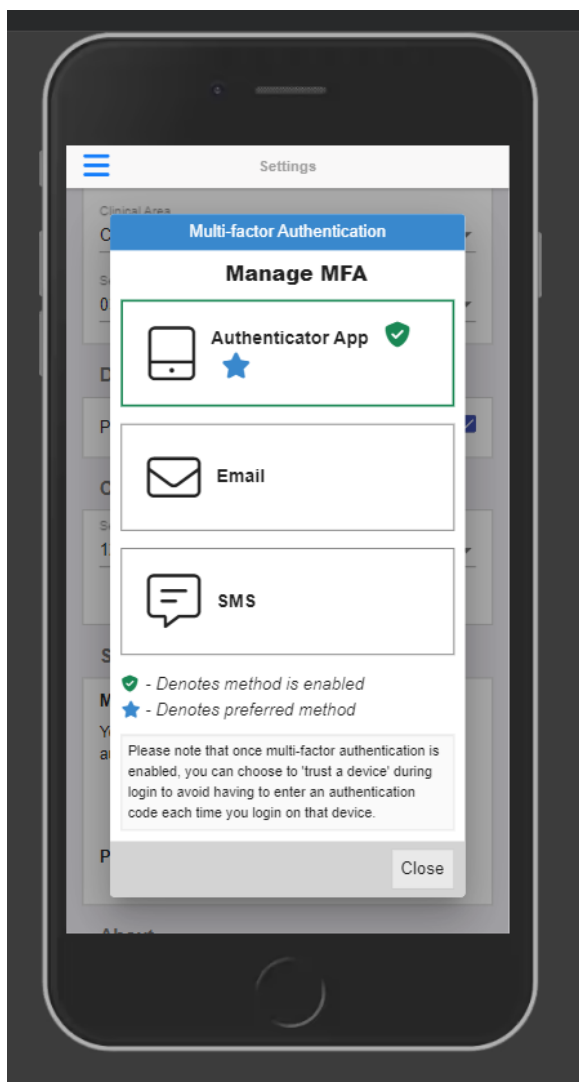 Settings
Clinical Area
Multi-factor Authentication
Manage MFA
Authenticator App
Email
SMS
- Denotes method is enabled
- Denotes preferred method
Please note that once multi-factor authentication is
enabled, you can choose to 'trust a device' during
login to avoid having to enter an authentication
code each time you login on that device.
Close
About